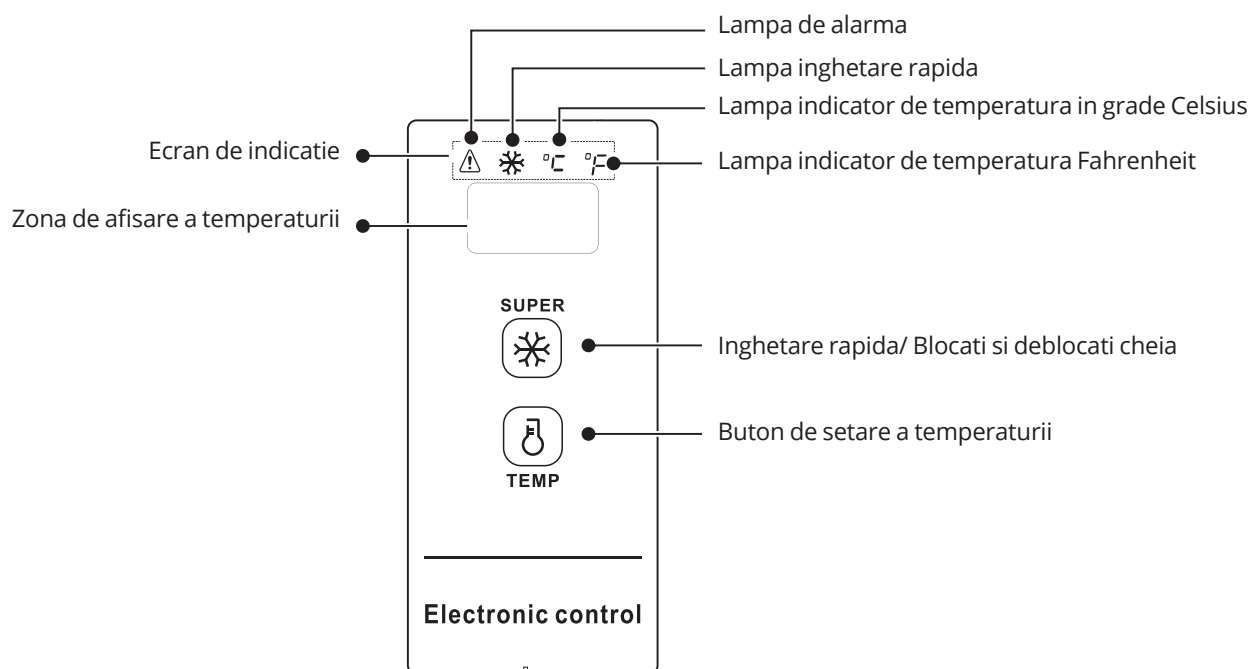 Lampa de alarma
Lampa inghetare rapida
Lampa indicator de temperatura in grade Celsius
Ecran de indicatie
Lampa indicator de temperatura Fahrenheit
°C °F
Zona de afisare a temperaturii
SUPER
Inghetare rapida/ Blocati si deblocati cheia
Buton de setare a temperaturii
TEMP
Electronic control